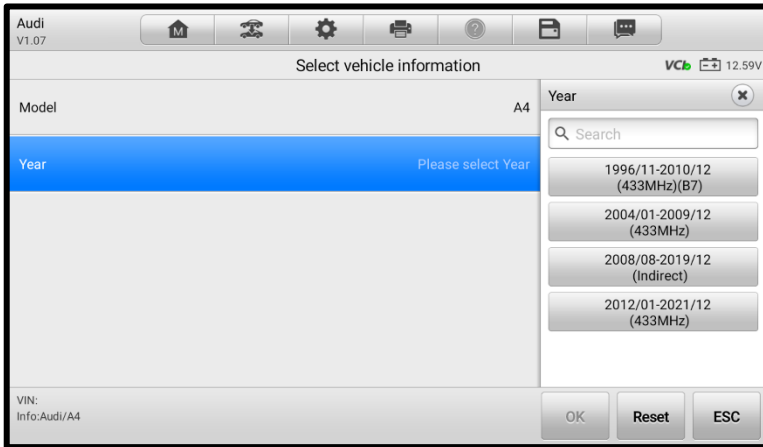 Audi
V1.07
M
Select vehicle information
VCI
12.59V
Model
A4
Year
Please select Year
Year
Search
1996/11-2010/12
(433MHz)(B7)
2004/01-2009/12
(433MHz)
2008/08-2019/12
(Indirect)
2012/01-2021/12
(433MHz)
VIN:
Info:Audi/A4
OK
Reset
ESC